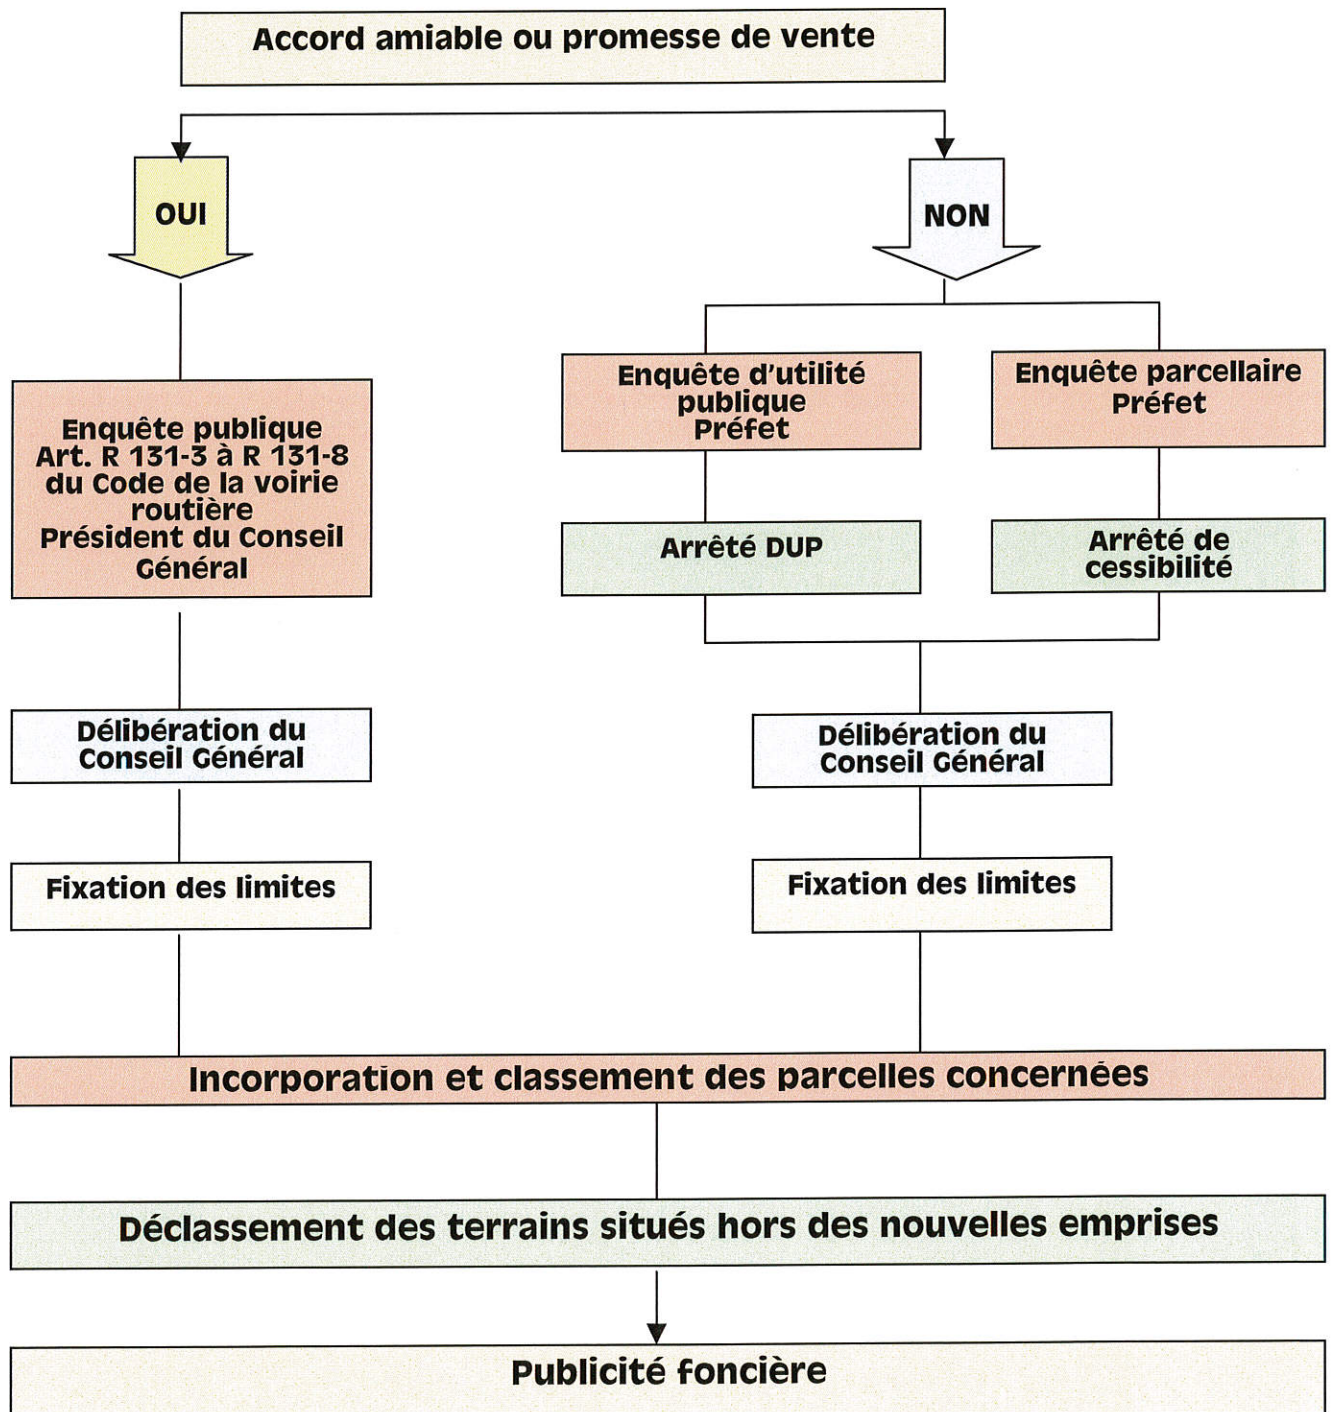 Accord amiable ou promesse de vente
OUI
NON
Enquête publique
Art. R 131-3 à R 131-8
du Code de la voirie
routière
Président du Conseil
Général
Enquête d'utilité
publique
Préfet
Enquête parcellaire
Préfet
Arrêté DUP
Arrêté de
cessibilité
Délibération du
Conseil Général
Délibération du
Conseil Général
Fixation des limites
Fixation des limites
Incorporation et classement des parcelles concernées
Déclassement des terrains situés hors des nouvelles emprises
Publicité foncière